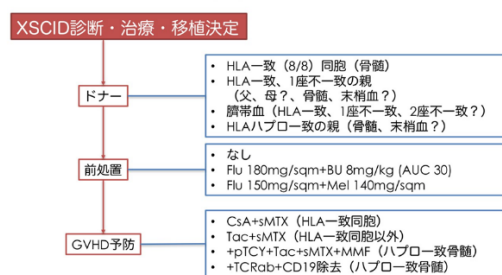 XSCID診断・治療・移植決定
ドナー
• HLA一致（8/8）同胞（骨髄）
• HLA一致、1座不一致の親
（父、母？、骨髄、末梢血？）
• 臍帯血（HLA一致、1座不一致、2座不一致？）
• HLAハプロ一致の親（骨髄、末梢血？）
前処置
• なし
• Flu 180mg/sqm+BU 8mg/kg (AUC 30)
• Flu 150mg/sqm+Mel 140mg/sqm
GVHD予防
• CsA+sMTX（HLA一致同胞）
• Tac+sMTX（HLA一致同胞以外）
• +pTCY+Tac+sMTX+MMF（ハプロ一致骨髄）
• +TCRab+CD19除去（ハプロ一致骨髄）